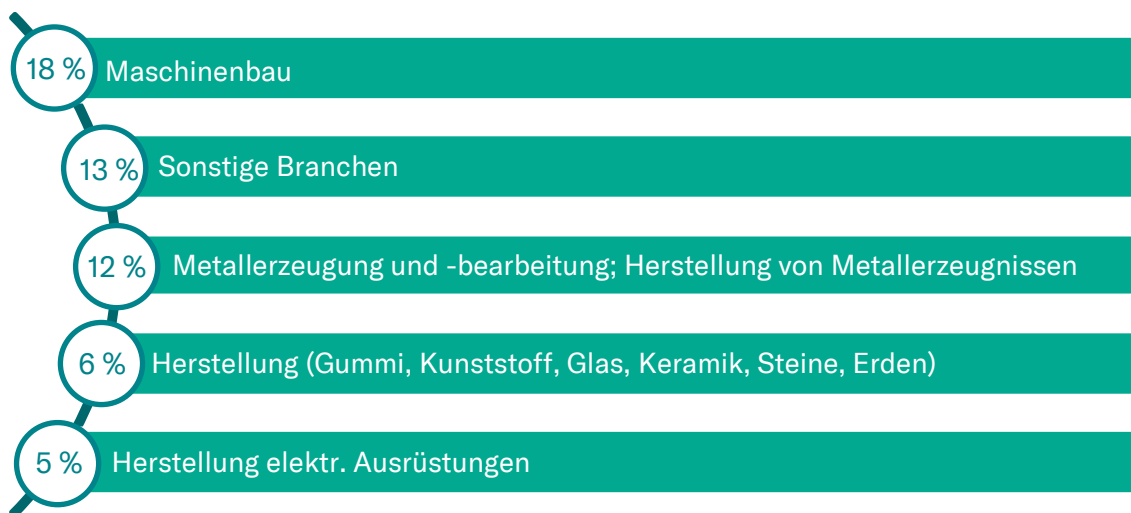 18 % Maschinenbau
13 % Sonstige Branchen
12 % Metallerzeugung und -bearbeitung; Herstellung von Metallerzeugnissen
6 % Herstellung (Gummi, Kunststoff, Glas, Keramik, Steine, Erden)
5 % Herstellung elektr. Ausrüstungen